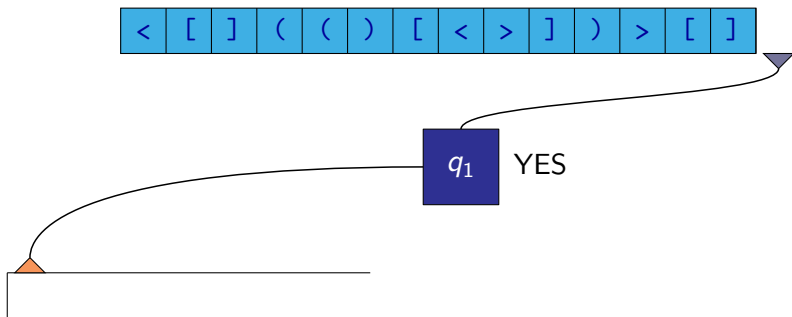 < [ ] ( ( ) [ < > ] ) > [ ]
q₁ YES